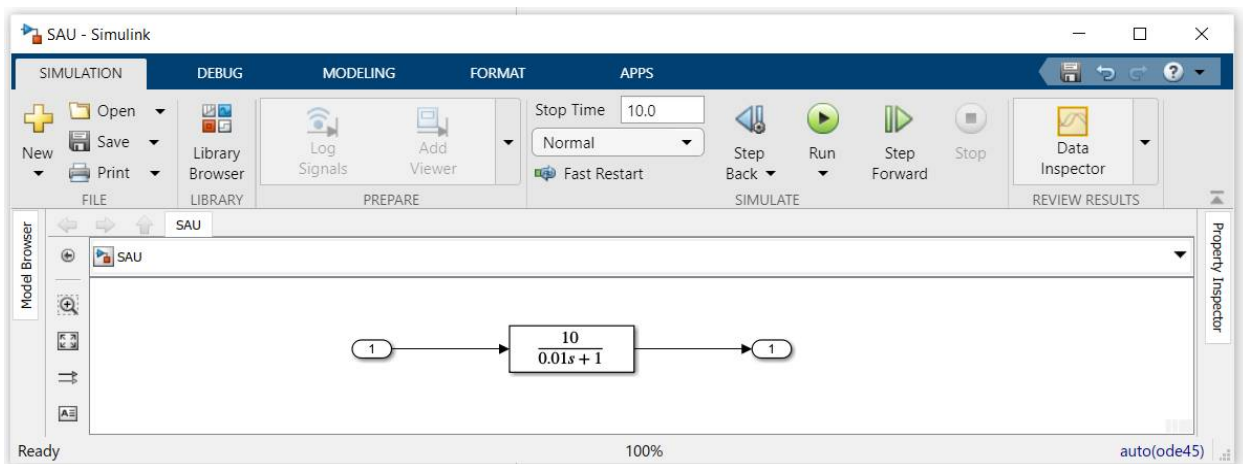 SAU - Simulink
SIMULATION DEBUG MODELING FORMAT APPS
New
Open
Save
Print
FILE
Library
Browser
LIBRARY
Log
Signals
Add
Viewer
PREPARE
Stop Time 10.0
Normal
Fast Restart
Step
Back
Run
Step
Forward
Stop
SIMULATE
Data
Inspector
REVIEW RESULTS
Model Browser
SAU
SAU
1
10
0.01s + 1
1
Property Inspector
Ready 100% auto(ode45)